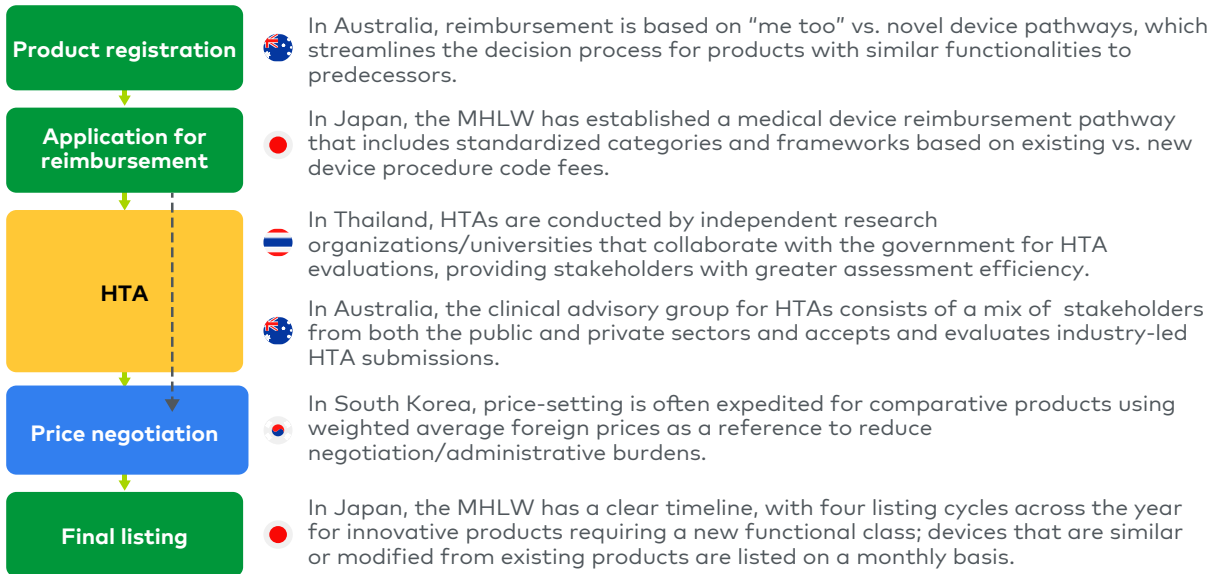 Product registration
In Australia, reimbursement is based on “me too” vs. novel device pathways, which
streamlines the decision process for products with similar functionalities to
predecessors.
Application for
reimbursement
In Japan, the MHLW has established a medical device reimbursement pathway
that includes standardized categories and frameworks based on existing vs. new
device procedure code fees.
HTA
In Thailand, HTAs are conducted by independent research
organizations/universities that collaborate with the government for HTA
evaluations, providing stakeholders with greater assessment efficiency.
In Australia, the clinical advisory group for HTAs consists of a mix of stakeholders
from both the public and private sectors and accepts and evaluates industry-led
HTA submissions.
Price negotiation
In South Korea, price-setting is often expedited for comparative products using
weighted average foreign prices as a reference to reduce
negotiation/administrative burdens.
Final listing
In Japan, the MHLW has a clear timeline, with four listing cycles across the year
for innovative products requiring a new functional class; devices that are similar
or modified from existing products are listed on a monthly basis.